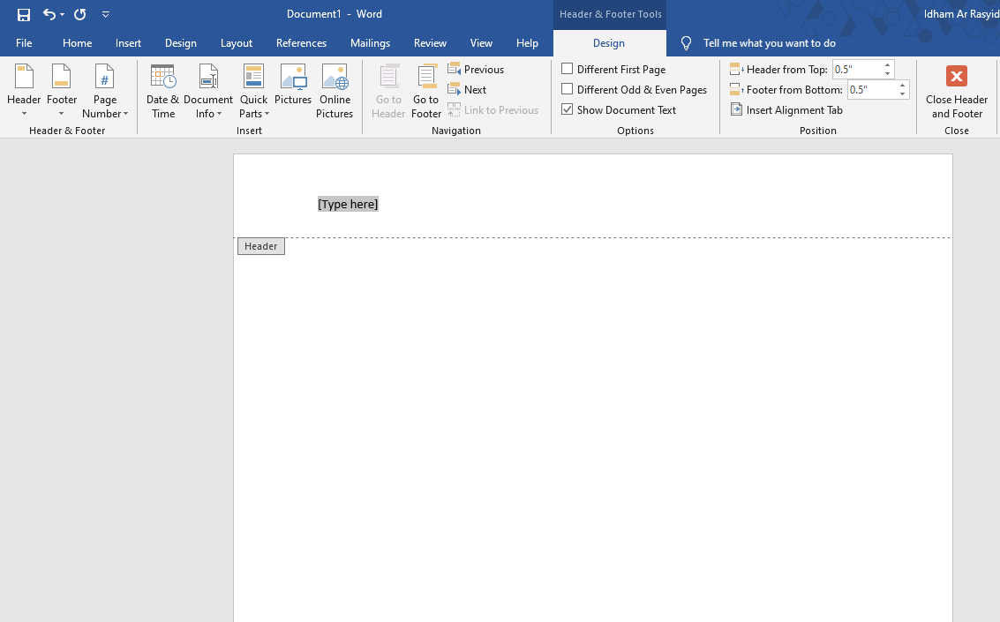 Document1 - Word
Header & Footer Tools
Idham Ar Rasyid
File Home Insert Design Layout References Mailings Review View Help Design Tell me what you want to do
Header
Footer
Page
Number
Header & Footer
Date &
Time
Document
Info
Quick
Parts
Pictures
Online
Pictures
Insert
Go to
Header
Go to
Footer
Previous
Next
Link to Previous
Navigation
Different First Page
Different Odd & Even Pages
Show Document Text
Options
Header from Top: 0.5"
Footer from Bottom: 0.5"
Insert Alignment Tab
Position
Close Header
and Footer
Close
[Type here]
Header